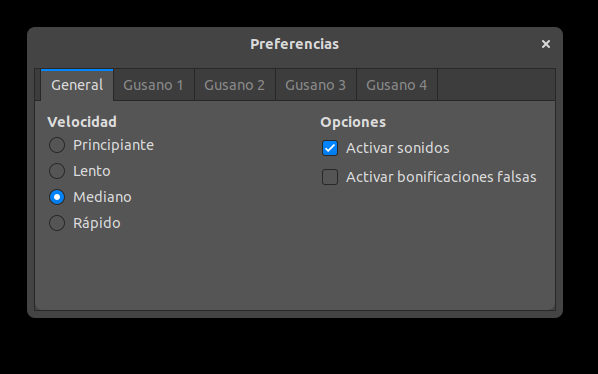 Preferencias
General Gusano 1 Gusano 2 Gusano 3 Gusano 4
Velocidad
Principiante
Lento
Mediano
Rápido
Opciones
Activar sonidos
Activar bonificaciones falsas